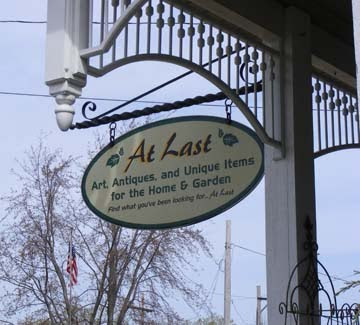 At Last
Art, Antiques, and Unique Items
for the Home & Garden
Find what you've been looking for... At Last